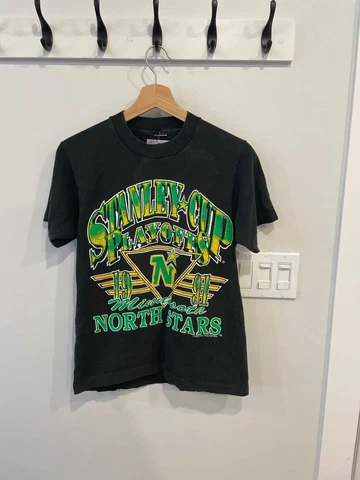 STANLEY CUP
PLAYOFFS
N
19 91
Minnesota
NORTH STARS